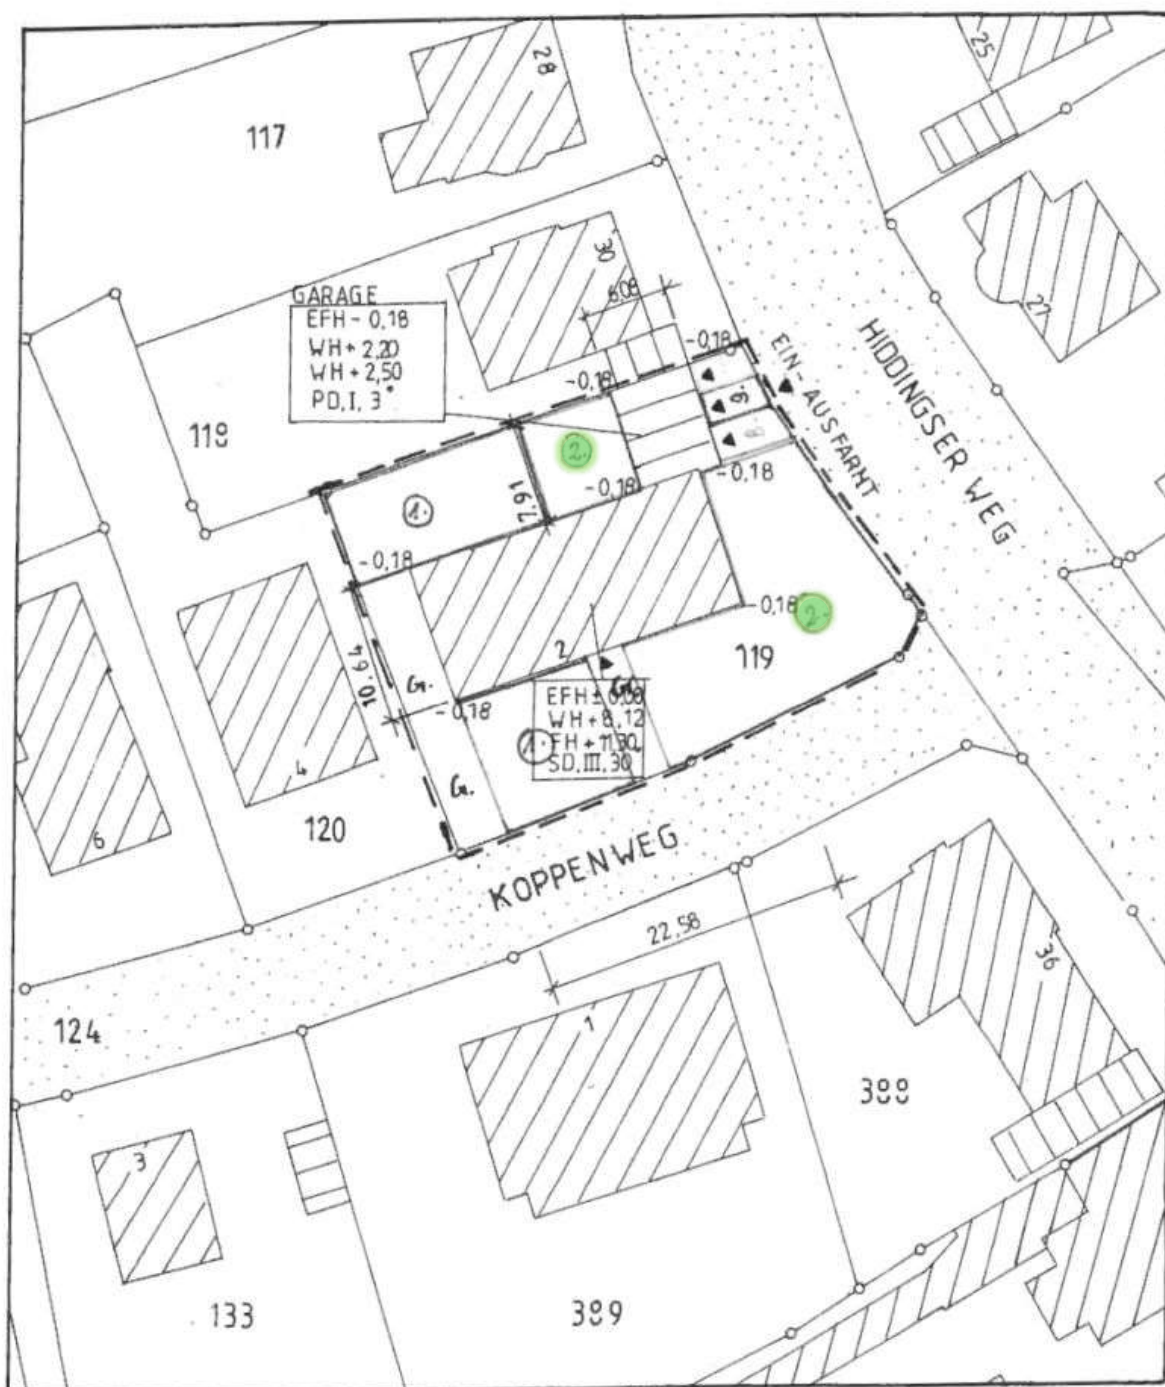 28
25
117
30
27
6.08
GARAGE
EFH - 0,18
WH + 2,20
WH + 2,50
PD, I, 3°
-0,18
-0,18
EIN- AUSFAHRT
HIDDINGSER WEG
G.
118
2.
1.
7.91
-0,18
-0,18
-0,18
-0,18
2.
119
2
10.64
G.
-0,18
EFH ± 0,00
WH + 8,12
FH + 11,30
SD, III, 30°
1.
G.
4
6
120
KOPPENWEG
22.58
36
124
1
388
3
133
389